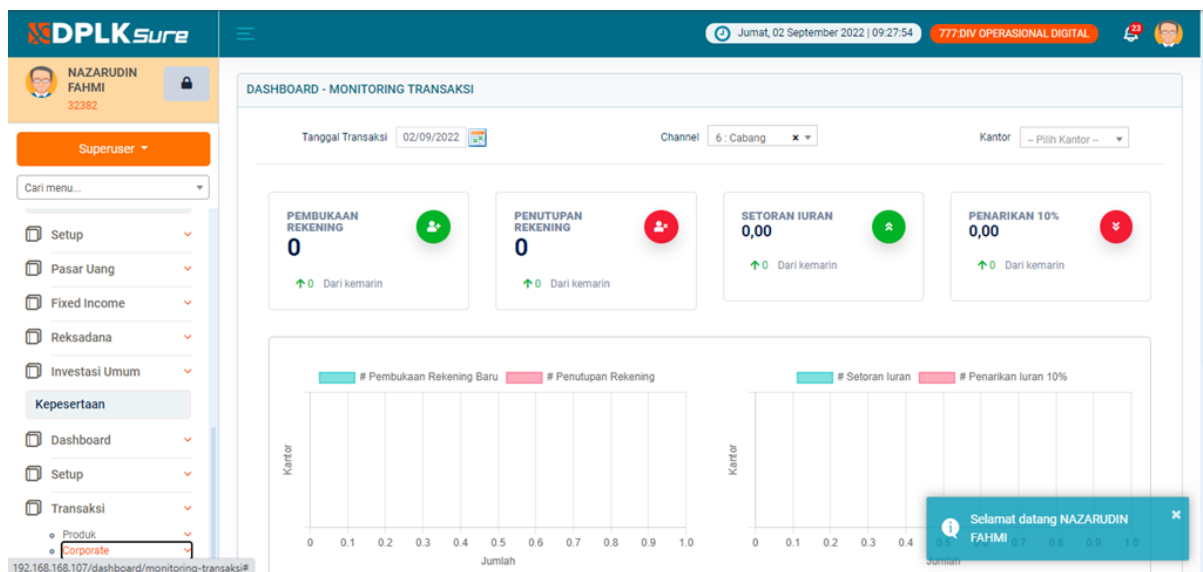 DPLKsure
Jumat, 02 September 2022 | 09:27:54
777:DIV OPERASIONAL DIGITAL
23
NAZARUDIN
FAHMI
32382
Superuser
Cari menu...
Setup
Pasar Uang
Fixed Income
Reksadana
Investasi Umum
Kepesertaan
Dashboard
Setup
Transaksi
Produk
Corporate
192.168.168.107/dashboard/monitoring-transaksi#
DASHBOARD - MONITORING TRANSAKSI
Tanggal Transaksi 02/09/2022
Channel 6 : Cabang
Kantor -- Pilih Kantor --
PEMBUKAAN
REKENING
0
0 Dari kemarin
PENUTUPAN
REKENING
0
0 Dari kemarin
SETORAN IURAN
0,00
0 Dari kemarin
PENARIKAN 10%
0,00
0 Dari kemarin
# Pembukaan Rekening Baru # Penutupan Rekening
Kantor
0 0.1 0.2 0.3 0.4 0.5 0.6 0.7 0.8 0.9 1.0
Jumlah
# Setoran Iuran # Penarikan Iuran 10%
Kantor
0 0.1 0.2 0.3 0.4 0.5 0.6 0.7 0.8 0.9 1.0
Jumlah
Selamat datang NAZARUDIN
FAHMI